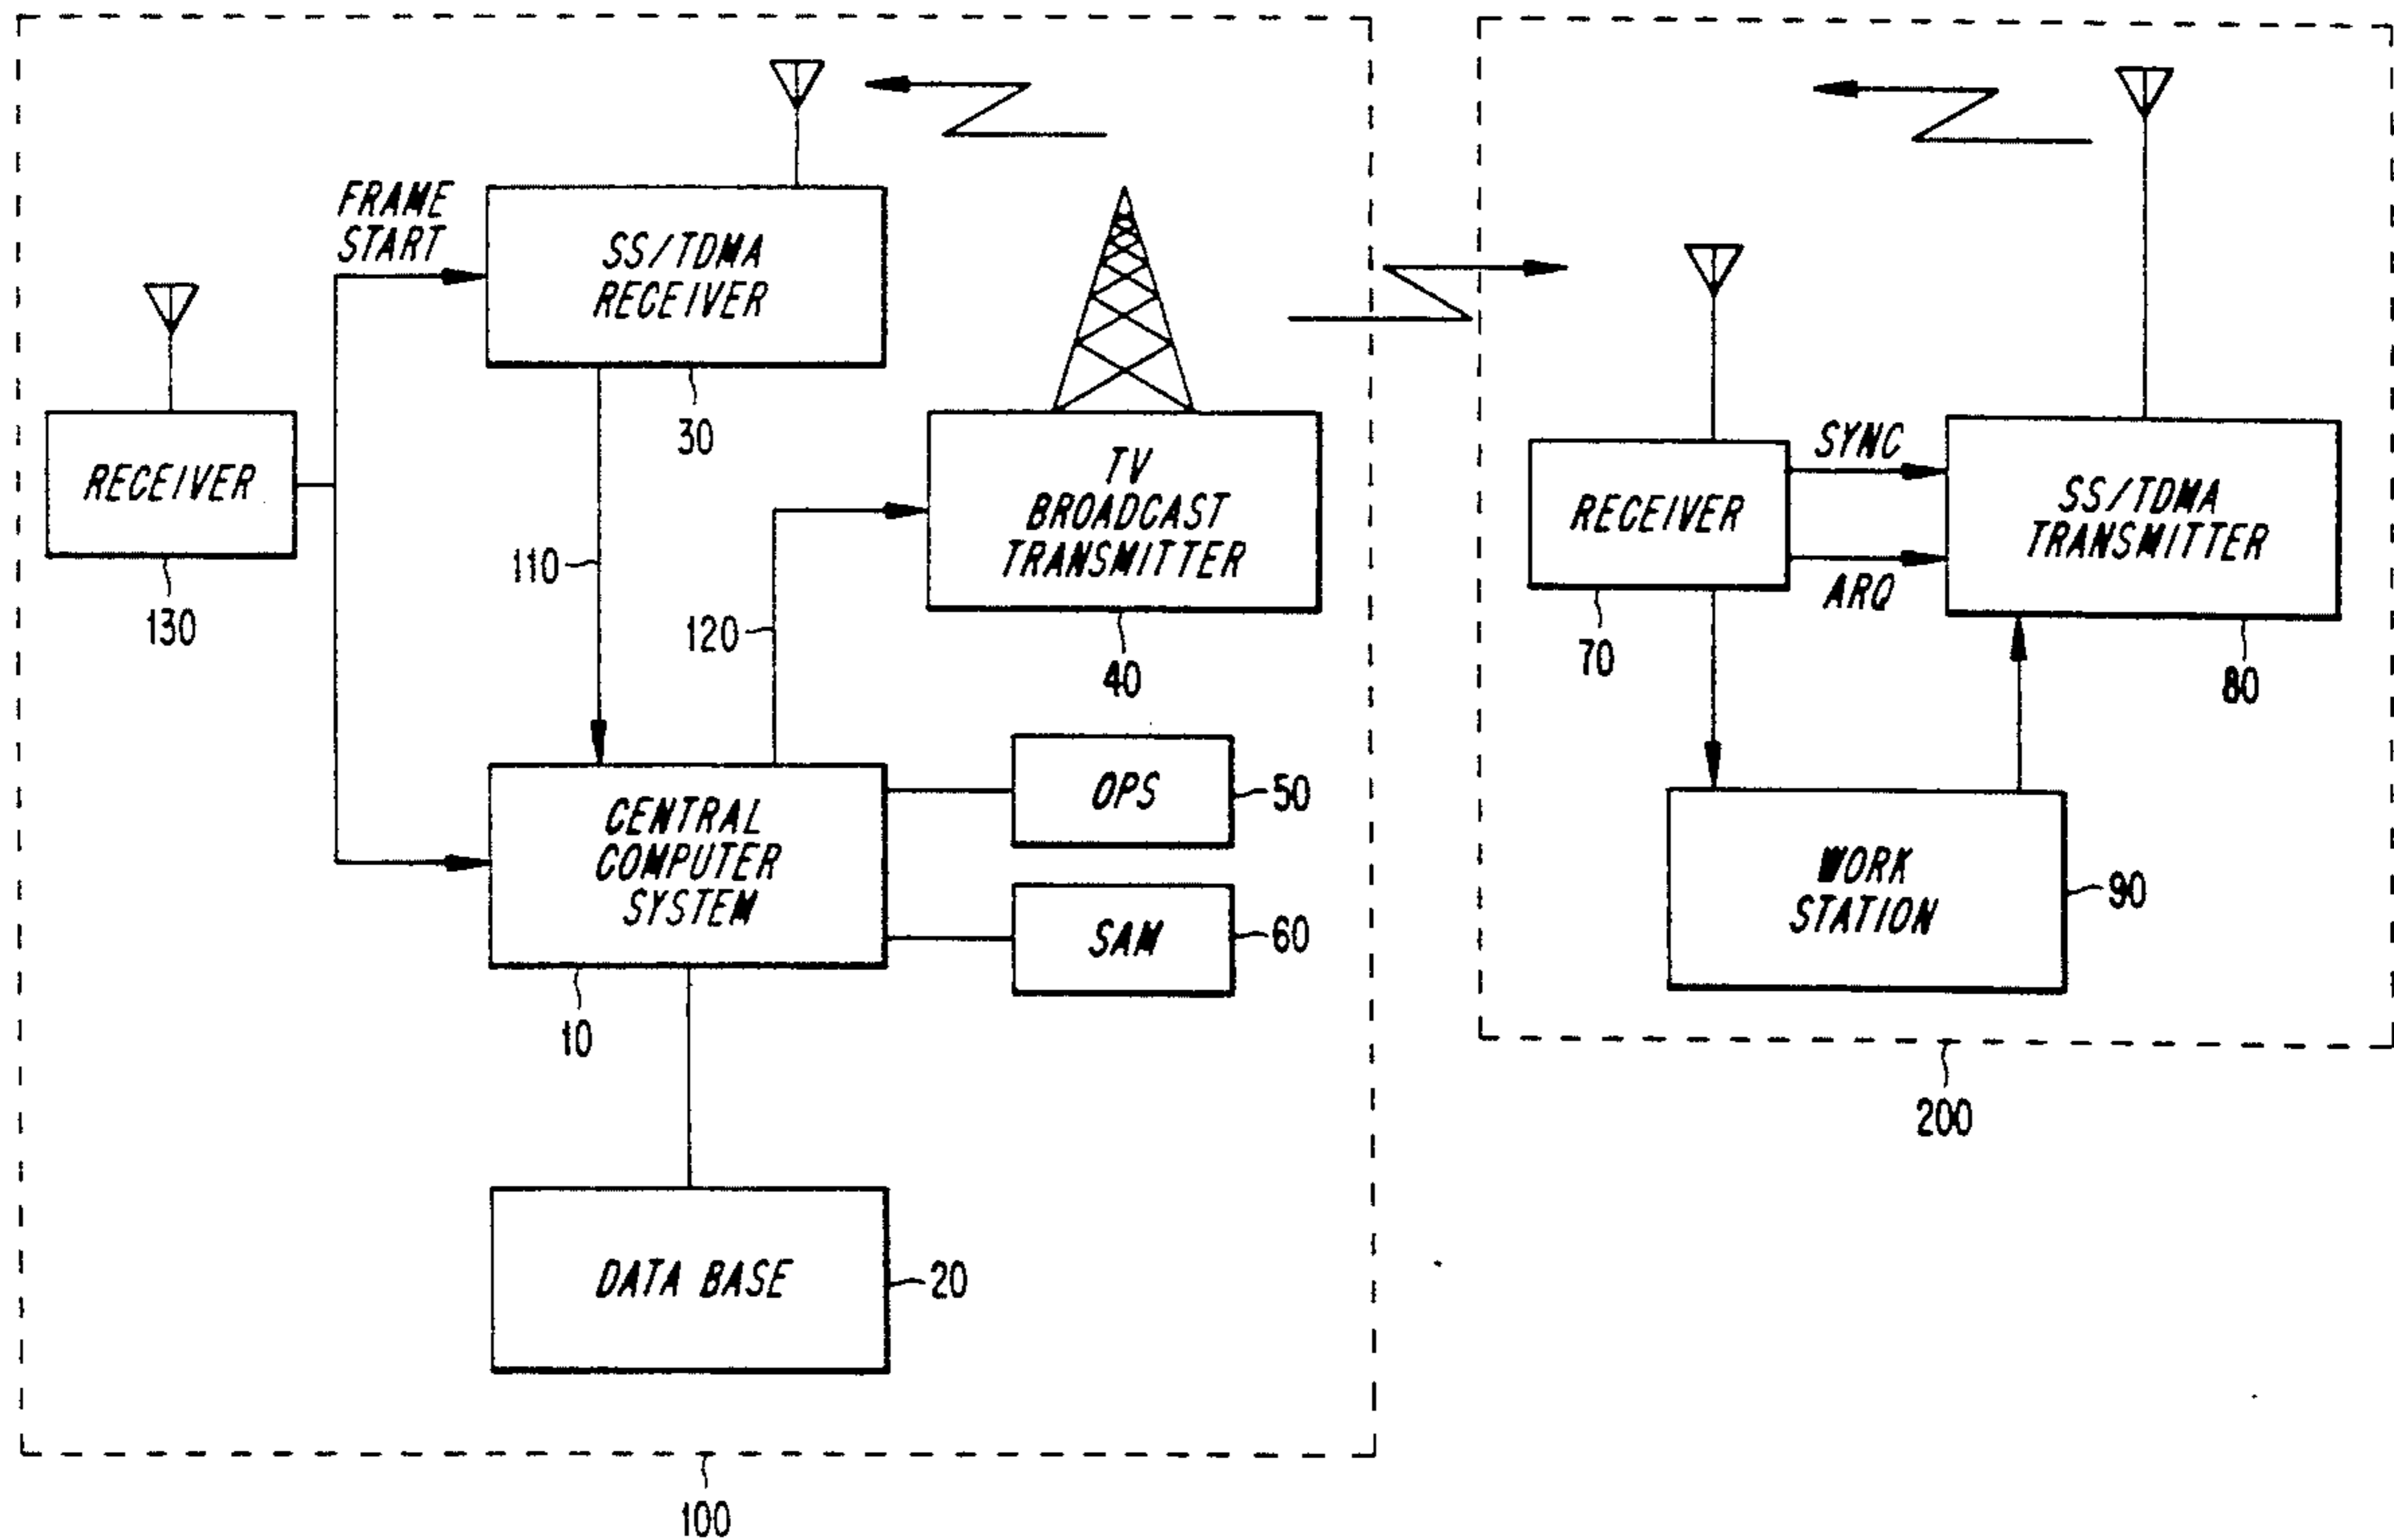 FRAME
START
SS/TDMA
RECEIVER
30
RECEIVER
130
110
120
TV
BROADCAST
TRANSMITTER
40
CENTRAL
COMPUTER
SYSTEM
10
OPS
50
SAM
60
DATA BASE
20
100
RECEIVER
70
SYNC
ARQ
SS/TDMA
TRANSMITTER
80
WORK
STATION
90
200